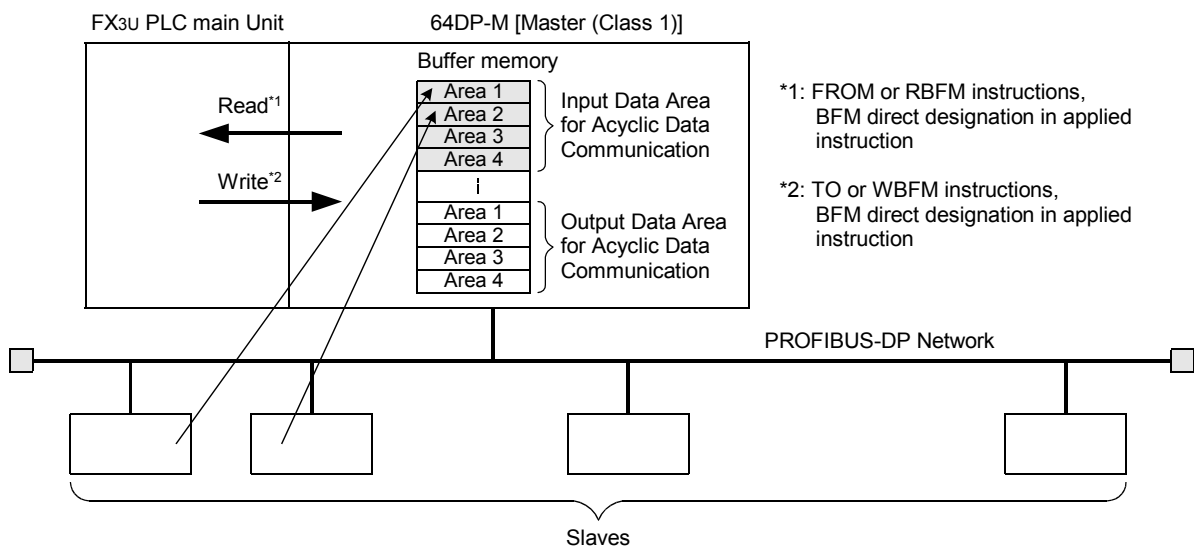 FX3U PLC main Unit
64DP-M [Master (Class 1)]
Buffer memory
Read*1
Write*2
Area 1
Area 2
Area 3
Area 4
Input Data Area
for Acyclic Data
Communication
Area 1
Area 2
Area 3
Area 4
Output Data Area
for Acyclic Data
Communication
*1: FROM or RBFM instructions,
BFM direct designation in applied
instruction
*2: TO or WBFM instructions,
BFM direct designation in applied
instruction
PROFIBUS-DP Network
Slaves